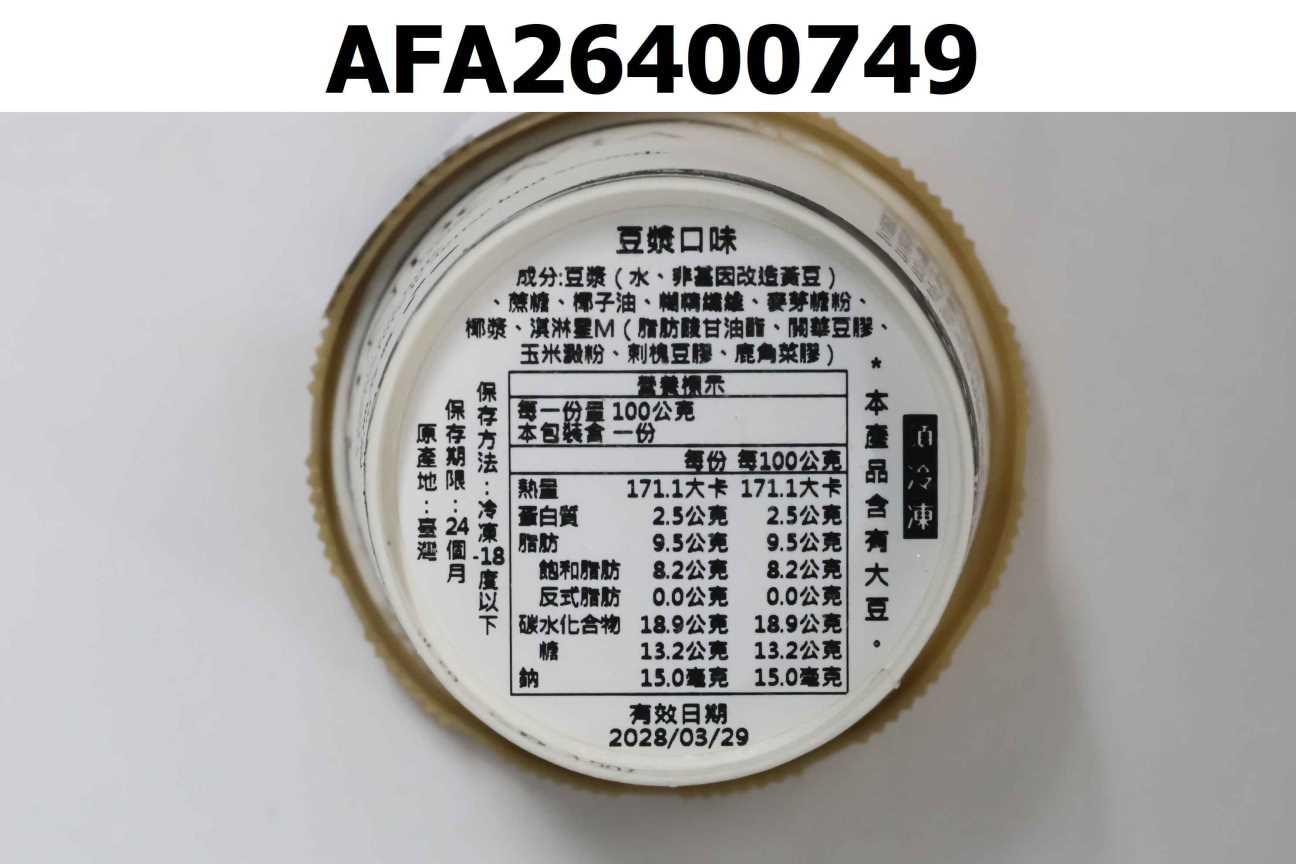 AFA26400749
豆漿口味
成分:豆漿（水、非基因改造黃豆）
、蔗糖、椰子油、糊精纖維、麥芽糖粉、
椰漿、淇淋星M（脂肪酸甘油酯、關華豆膠、
玉米澱粉、刺槐豆膠、鹿角菜膠）
營養標示
每一份量 100公克
本包裝含 一份
每份 每100公克
熱量 171.1大卡 171.1大卡
蛋白質 2.5公克 2.5公克
脂肪 9.5公克 9.5公克
飽和脂肪 8.2公克 8.2公克
反式脂肪 0.0公克 0.0公克
碳水化合物 18.9公克 18.9公克
糖 13.2公克 13.2公克
鈉 15.0毫克 15.0毫克
有效日期
2028/03/29
須冷凍
*本產品含有大豆。
保存方法：冷凍-18度以下
保存期限：24個月
原產地：臺灣